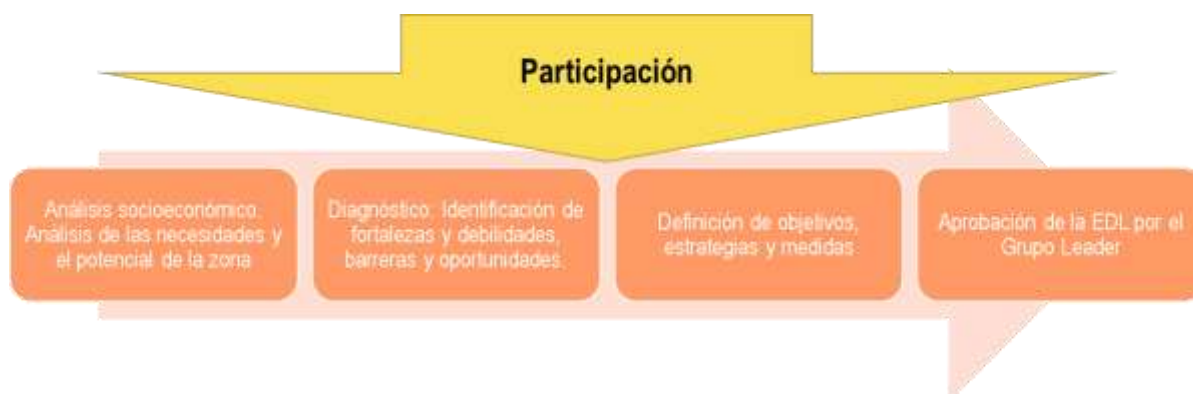 Participación
Análisis socioeconómico.
Análisis de las necesidades y
el potencial de la zona
Diagnóstico: Identificación de
fortalezas y debilidades,
barreras y oportunidades.
Definición de objetivos,
estrategias y medidas
Aprobación de la EDL por el
Grupo Leader